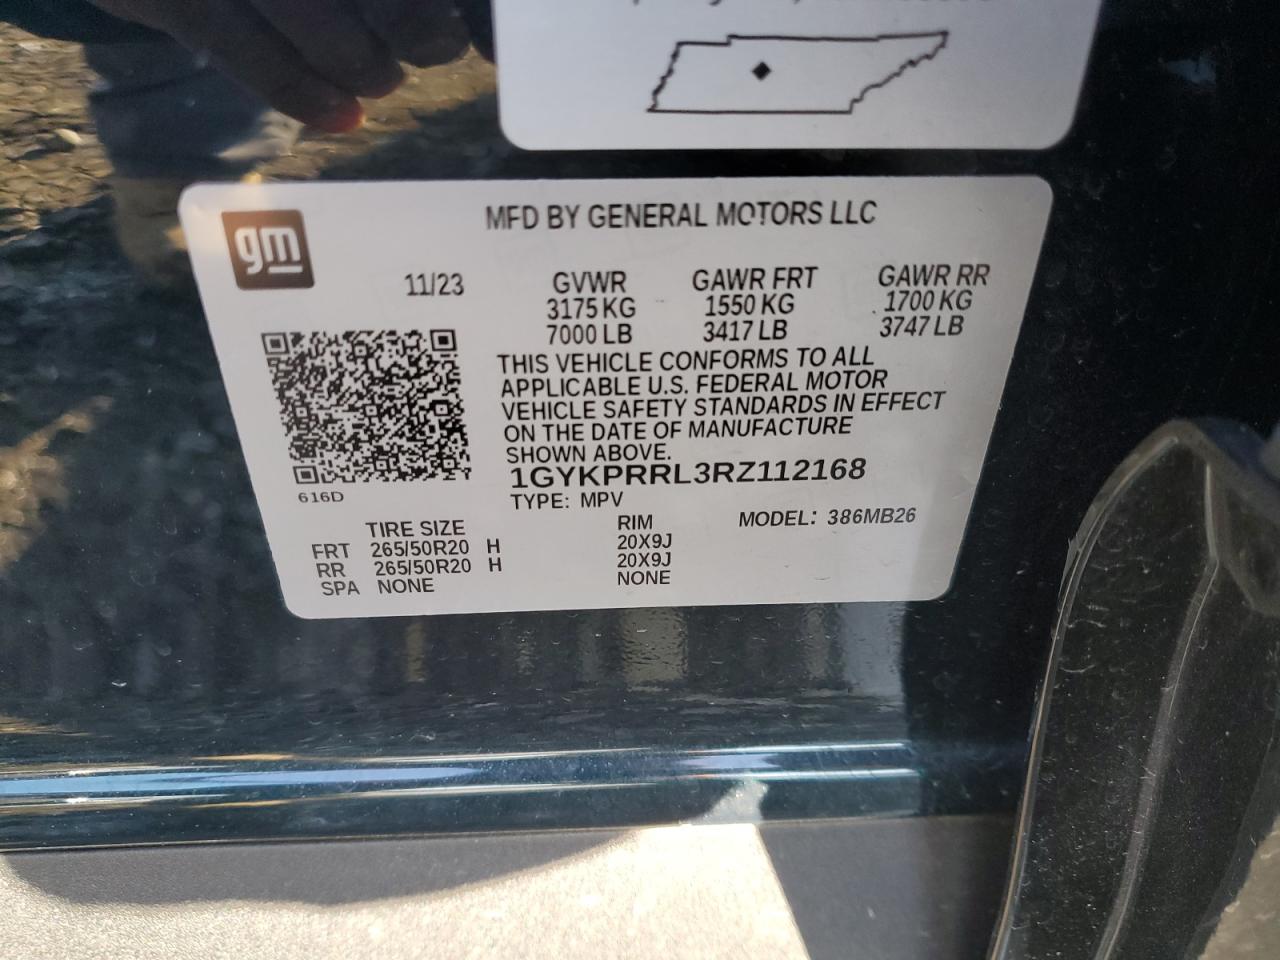 gm
MFD BY GENERAL MOTORS LLC
11/23 GVWR GAWR FRT GAWR RR
3175 KG 1550 KG 1700 KG
7000 LB 3417 LB 3747 LB
THIS VEHICLE CONFORMS TO ALL
APPLICABLE U.S. FEDERAL MOTOR
VEHICLE SAFETY STANDARDS IN EFFECT
ON THE DATE OF MANUFACTURE
SHOWN ABOVE.
1GYKPRRL3RZ112168
616D
TYPE: MPV
TIRE SIZE RIM MODEL: 386MB26
FRT 265/50R20 H 20X9J
RR 265/50R20 H 20X9J
SPA NONE NONE